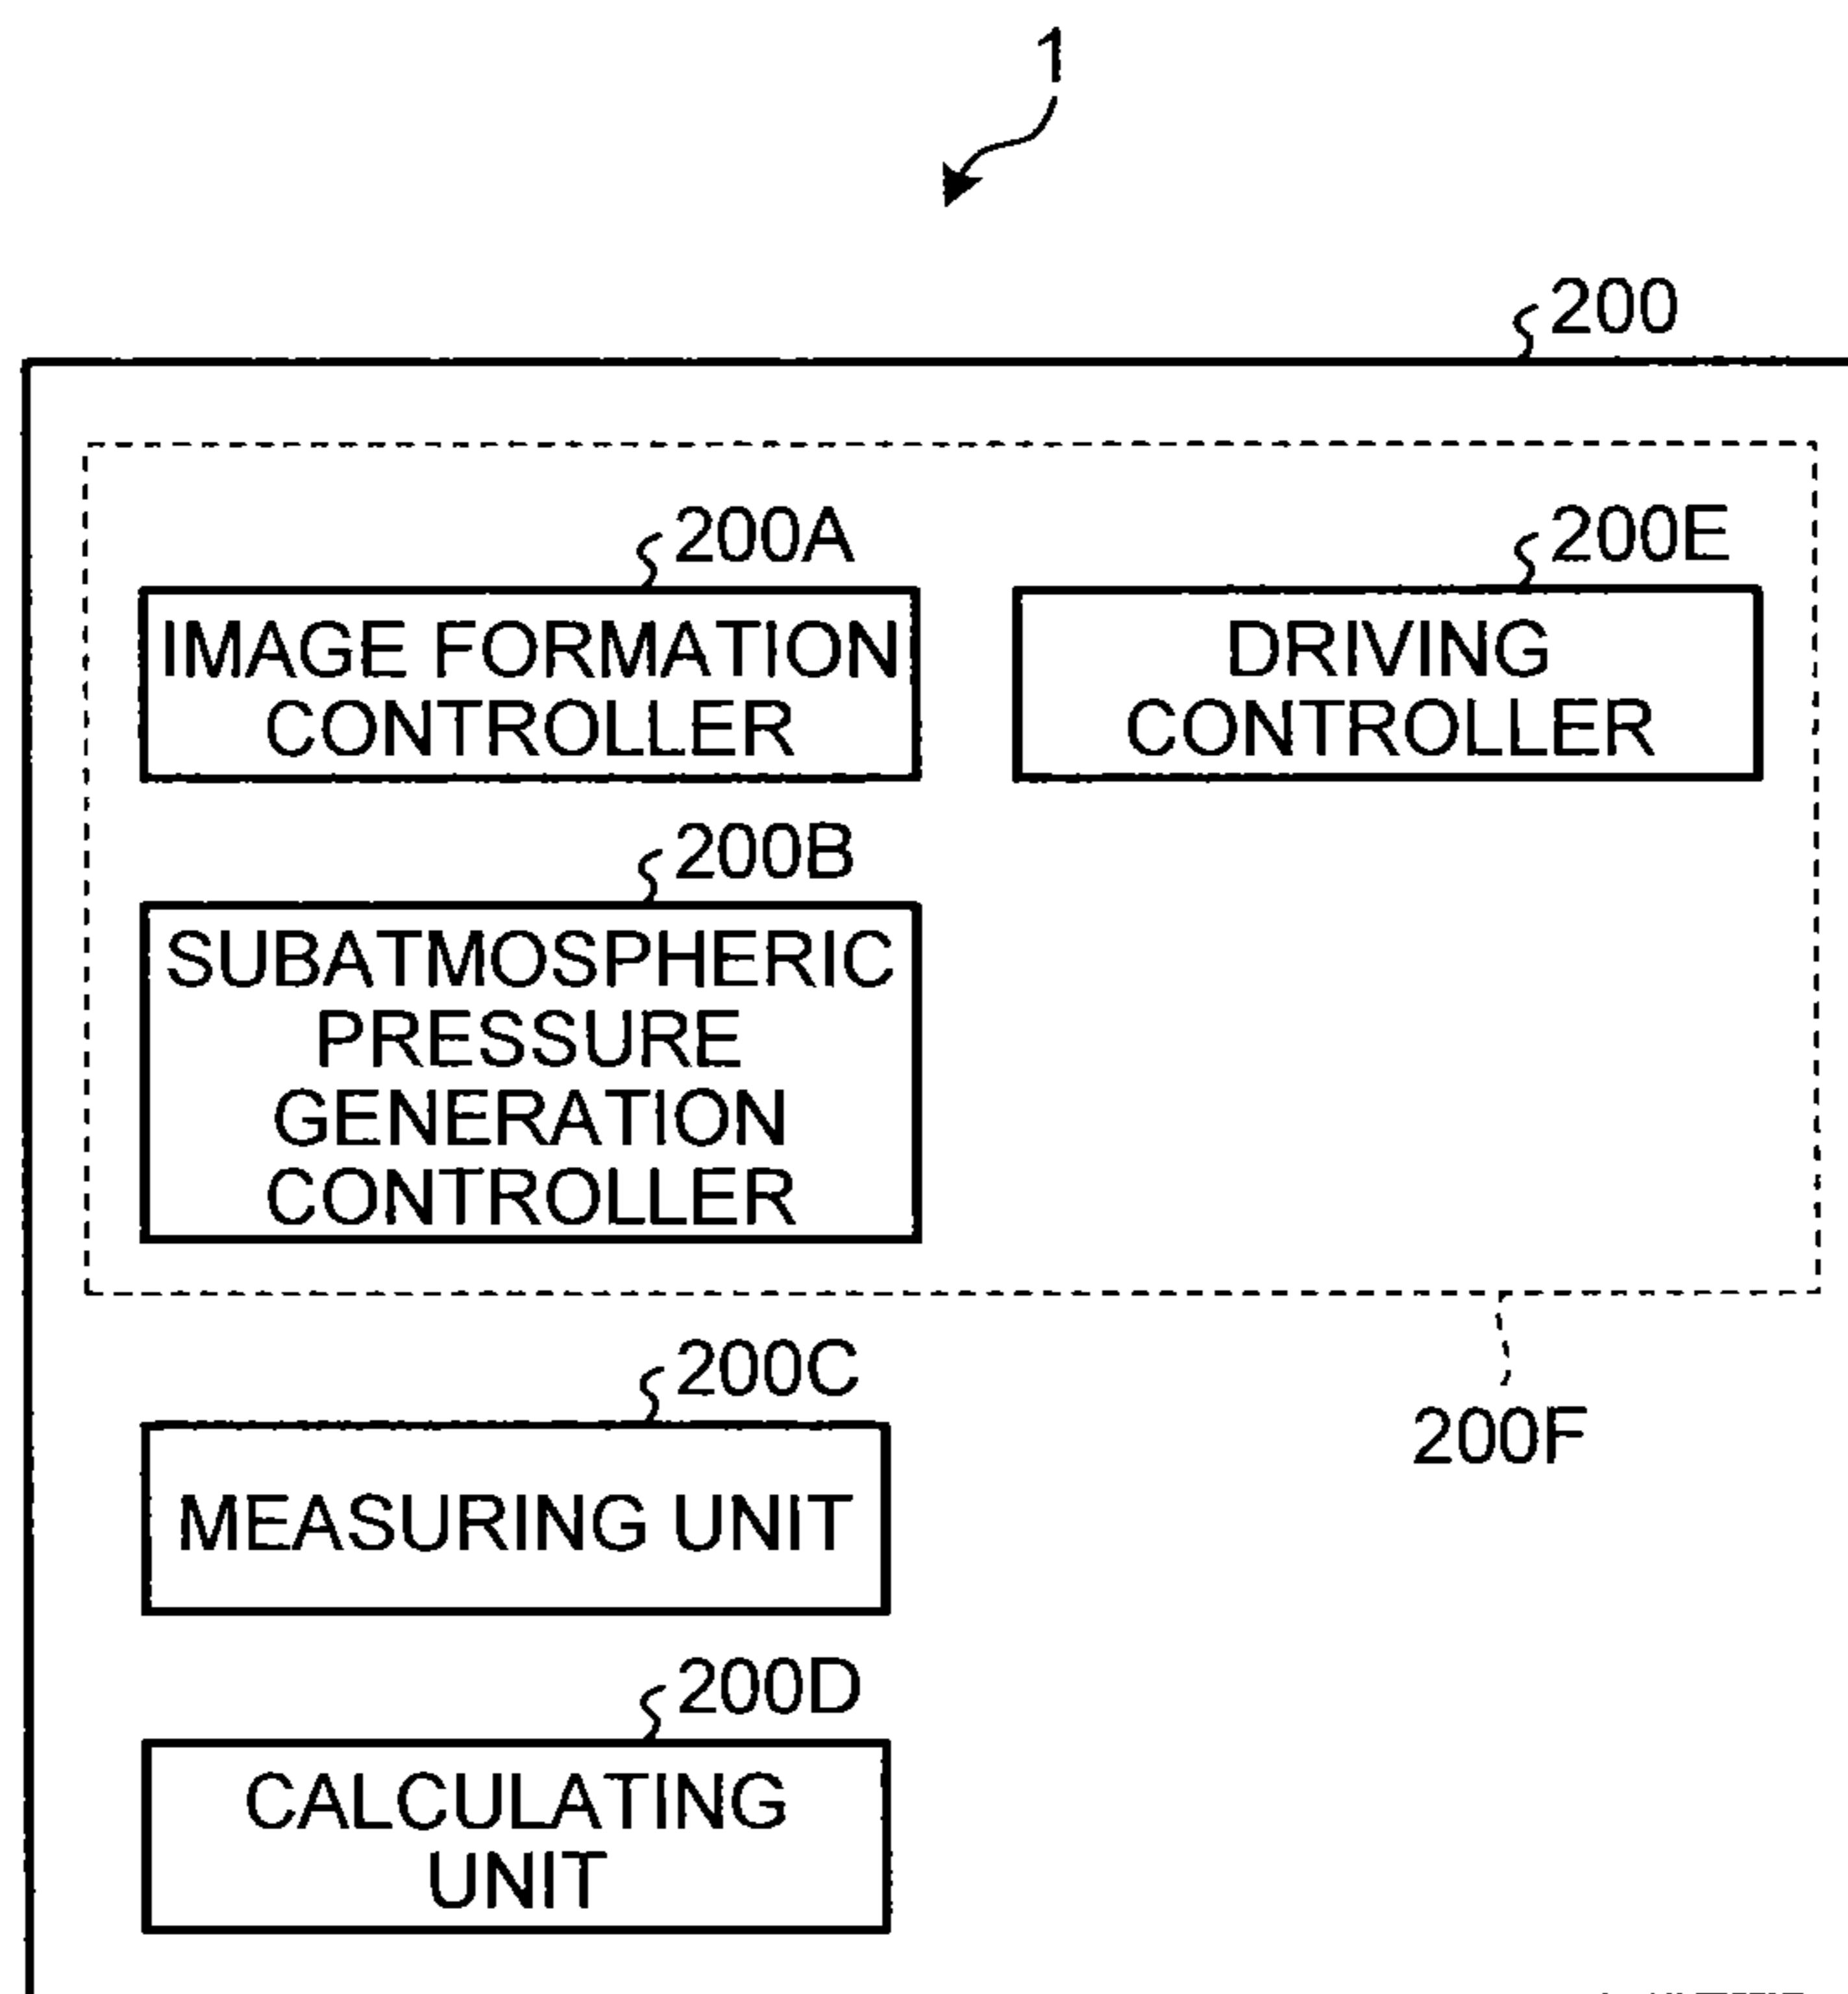 1
200
200A
200E
IMAGE FORMATION
CONTROLLER
DRIVING
CONTROLLER
200B
SUBATMOSPHERIC
PRESSURE
GENERATION
CONTROLLER
200C
200F
MEASURING UNIT
200D
CALCULATING
UNIT